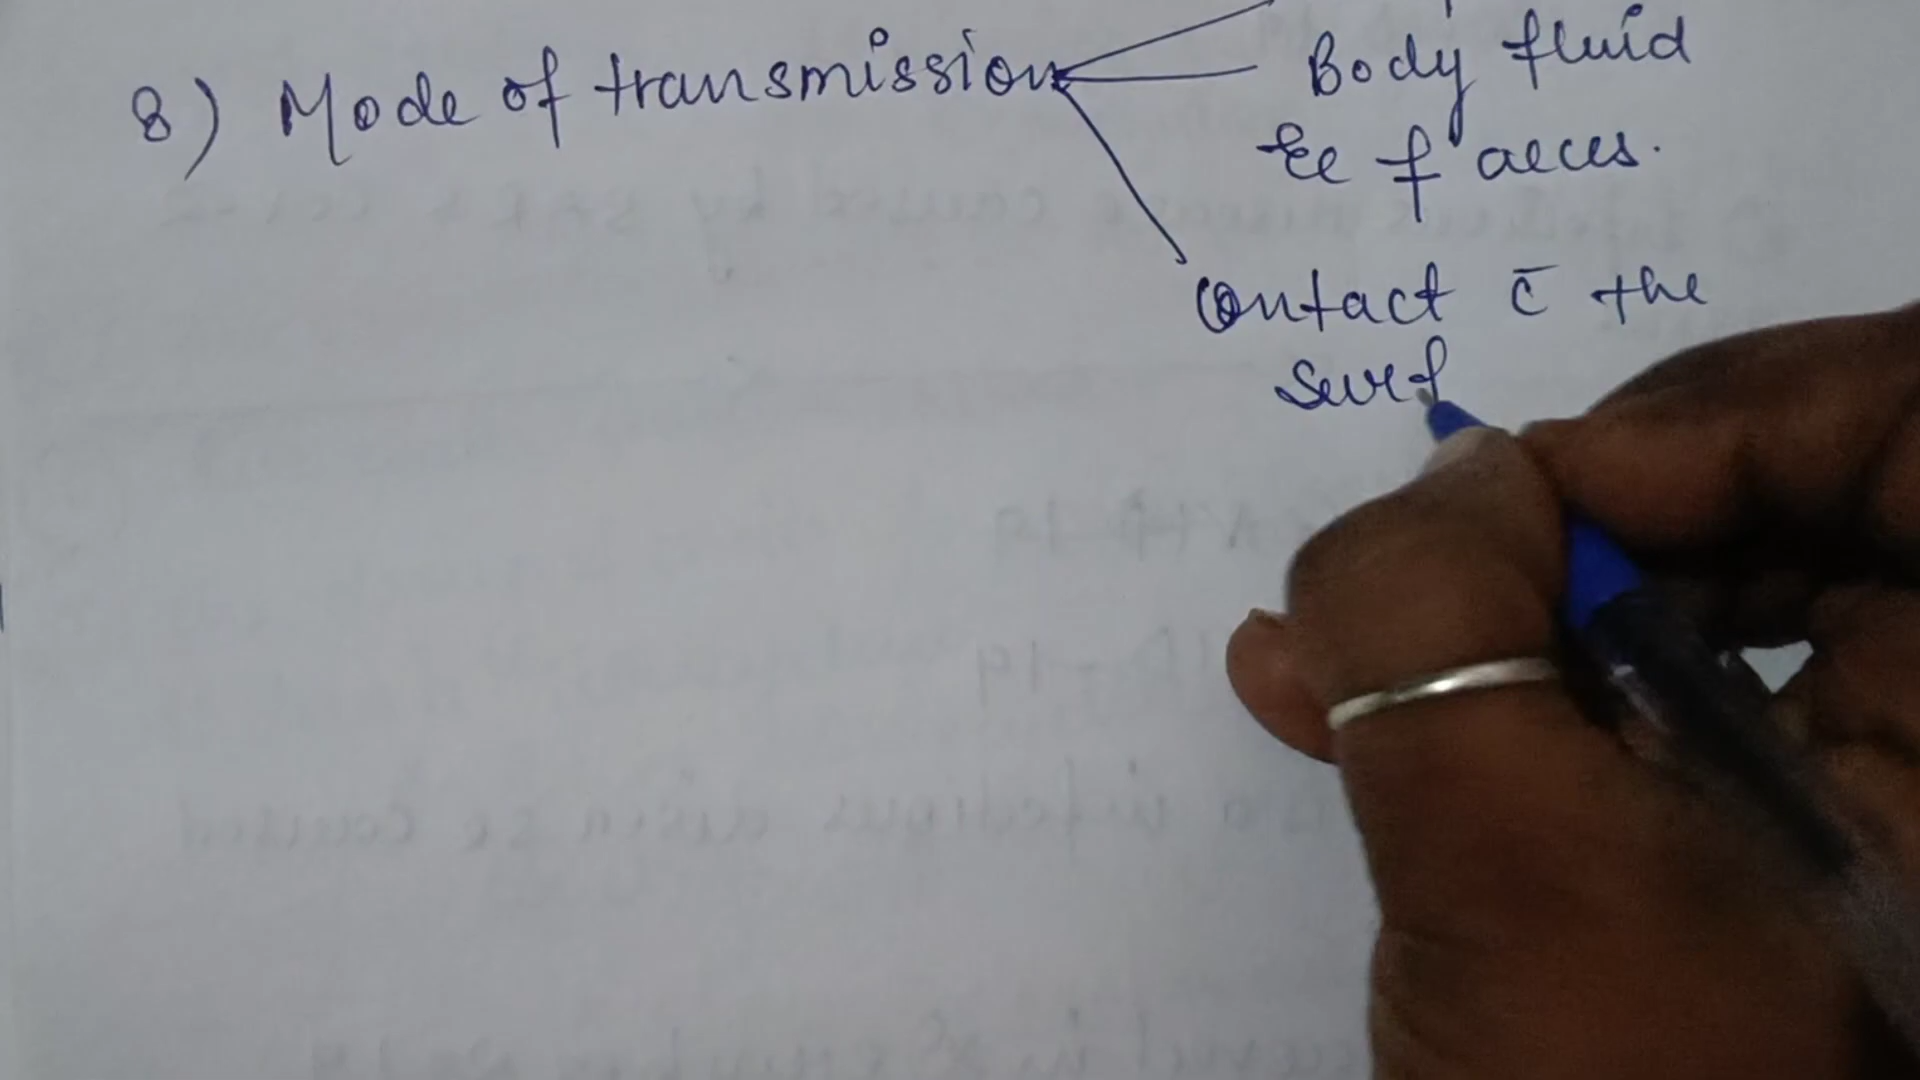 8) Mode of transmission
Body fluid
& faeces.
Contact c̄ the
surf